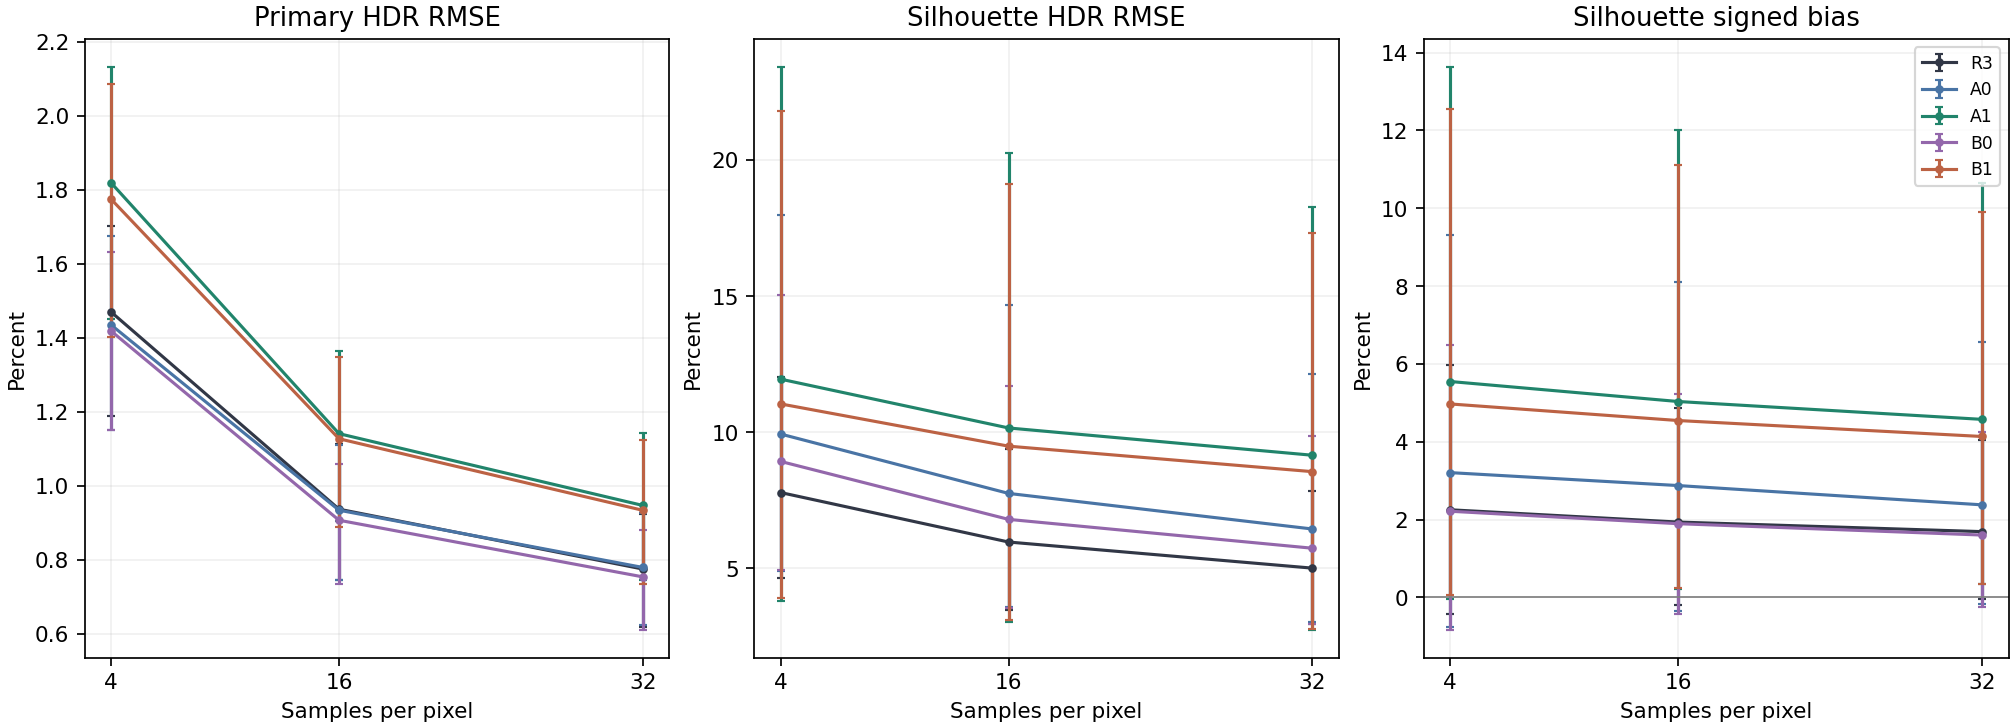 Primary HDR RMSE
2.2
2.0
1.8
1.6
1.4
1.2
1.0
0.8
0.6
Percent
4
16
32
Samples per pixel
Silhouette HDR RMSE
20
15
10
5
Percent
4
16
32
Samples per pixel
Silhouette signed bias
14
12
10
8
6
4
2
0
Percent
4
16
32
Samples per pixel
R3
A0
A1
B0
B1